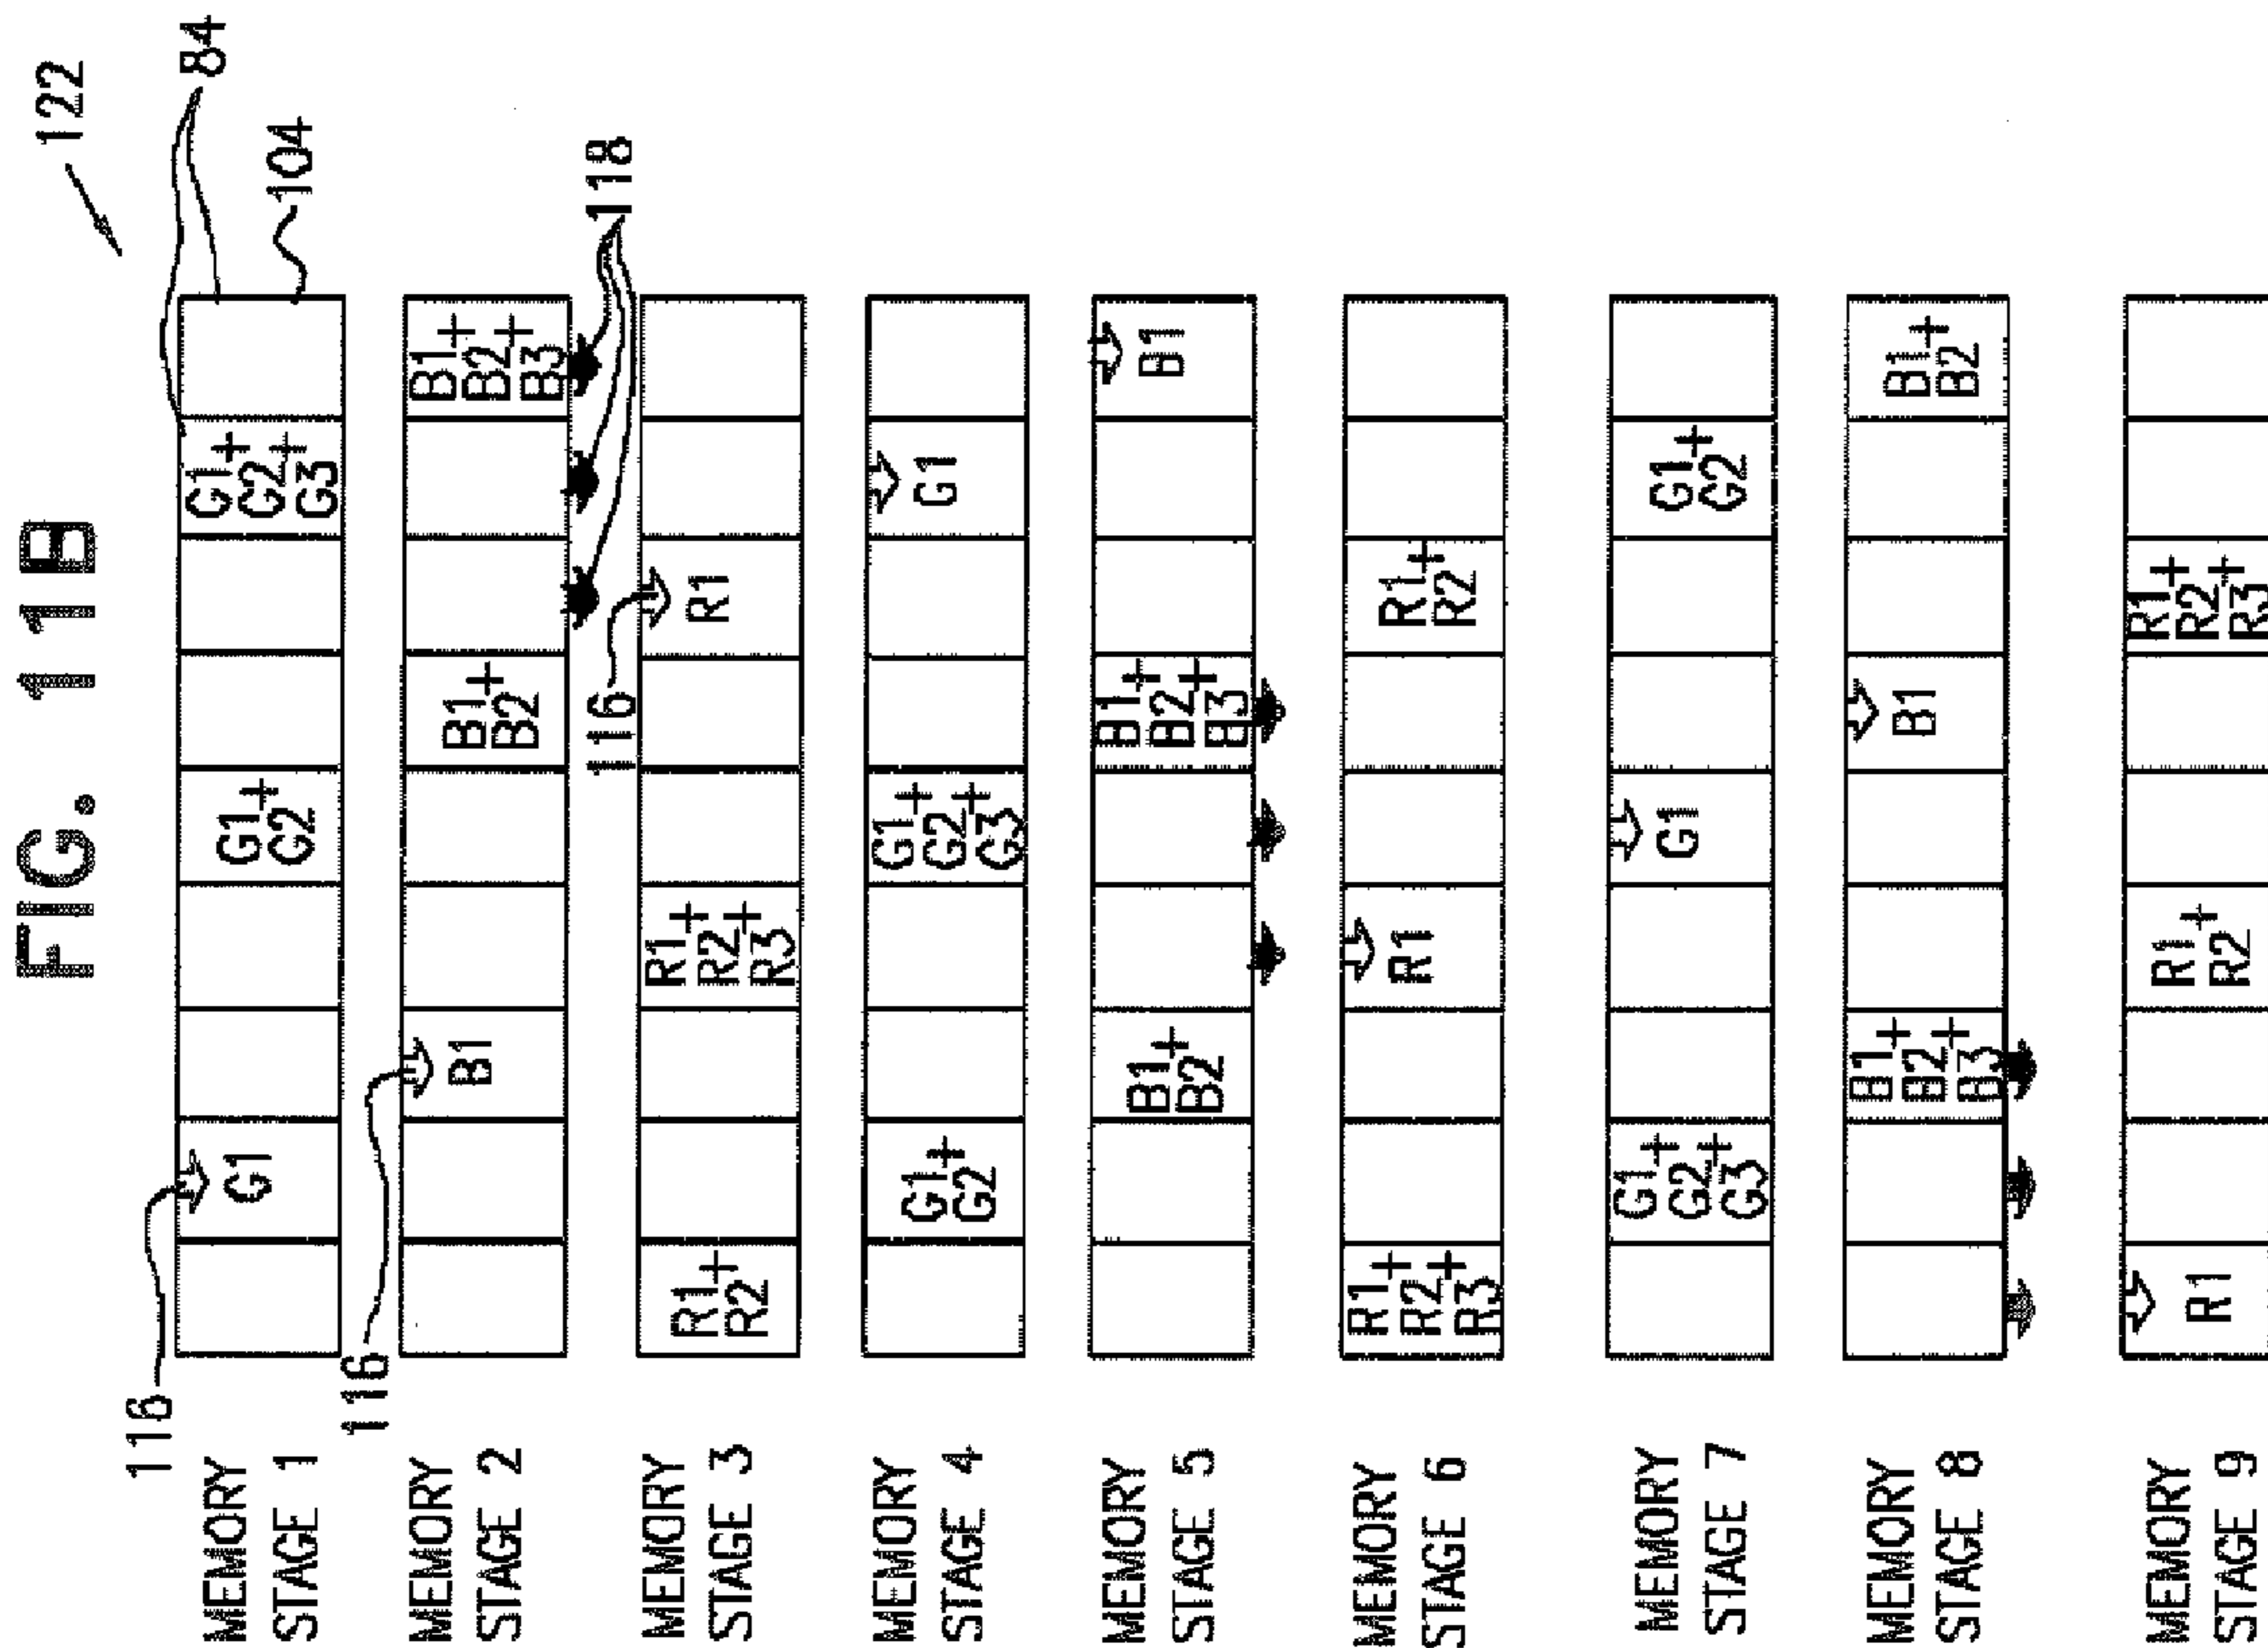 FIG. 11B
122
84
104
116
MEMORY
STAGE 1
G1
G1+
G2
G1+
G2+
G3
116
MEMORY
STAGE 2
B1
B1+
B2
B1+
B2+
B3
116
118
MEMORY
STAGE 3
R1+
R2
R1+
R2+
R3
R1
MEMORY
STAGE 4
G1+
G2
G1+
G2+
G3
G1
MEMORY
STAGE 5
B1+
B2
B1+
B2+
B3
B1
MEMORY
STAGE 6
R1+
R2+
R3
R1
R1+
R2
MEMORY
STAGE 7
G1+
G2+
G3
G1
G1+
G2
MEMORY
STAGE 8
B1+
B2+
B3
B1
B1+
B2
MEMORY
STAGE 9
R1
R1+
R2
R1+
R2+
R3